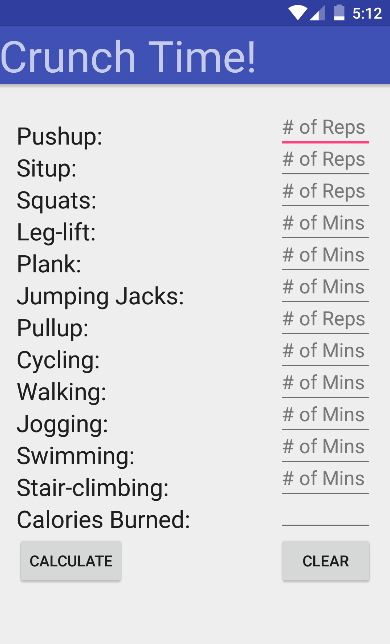 5:12
Crunch Time!
Pushup: # of Reps
Situp: # of Reps
Squats: # of Reps
Leg-lift: # of Mins
Plank: # of Mins
Jumping Jacks: # of Mins
Pullup: # of Reps
Cycling: # of Mins
Walking: # of Mins
Jogging: # of Mins
Swimming: # of Mins
Stair-climbing: # of Mins
Calories Burned:
CALCULATE CLEAR